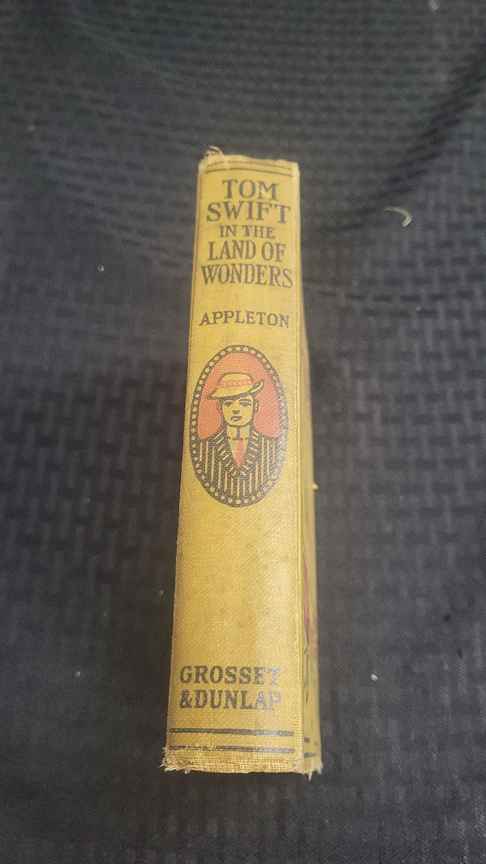 TOM
SWIFT
IN THE
LAND OF
WONDERS
APPLETON
GROSSET
&DUNLAP